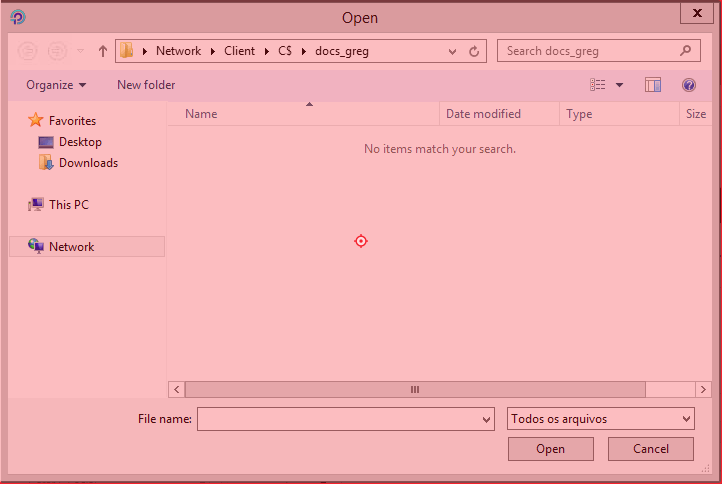 Open
Network Client C$ docs_greg
Search docs_greg
Organize New folder
Name Date modified Type Size
Favorites
Desktop
Downloads
This PC
Network
No items match your search.
File name:
Todos os arquivos
Open Cancel